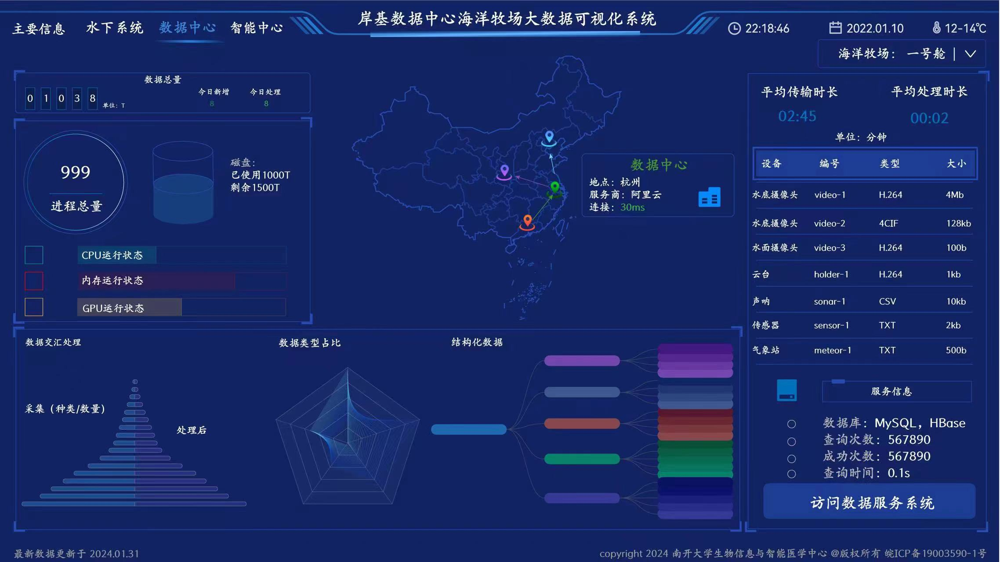 岸基数据中心海洋牧场大数据可视化系统
主要信息 水下系统 数据中心 智能中心
22:18:46 2022.01.10 12-14℃
海洋牧场： 一号舱
数据总量
0 1 0 3 8 单位：T
今日新增 今日处理
8 8
999
进程总量
磁盘：
已使用1000T
剩余1500T
CPU运行状态
内存运行状态
GPU运行状态
数据中心
地点：杭州
服务商：阿里云
连接：30ms
平均传输时长 平均处理时长
02:45 00:02
单位：分钟
设备 编号 类型 大小
水底摄像头 video-1 H.264 4Mb
水底摄像头 video-2 4CIF 128kb
水面摄像头 video-3 H.264 100b
云台 holder-1 H.264 1kb
声呐 sonar-1 CSV 10kb
传感器 sensor-1 TXT 2kb
气象站 meteor-1 TXT 500b
服务信息
数据库：MySQL，HBase
查询次数：567890
成功次数：567890
查询时间：0.1s
访问数据服务系统
数据交汇处理
采集（种类/数量）
处理后
数据类型占比
结构化数据
最新数据更新于 2024.01.31
copyright 2024 南开大学生物信息与智能医学中心 @版权所有 皖ICP备19003590-1号